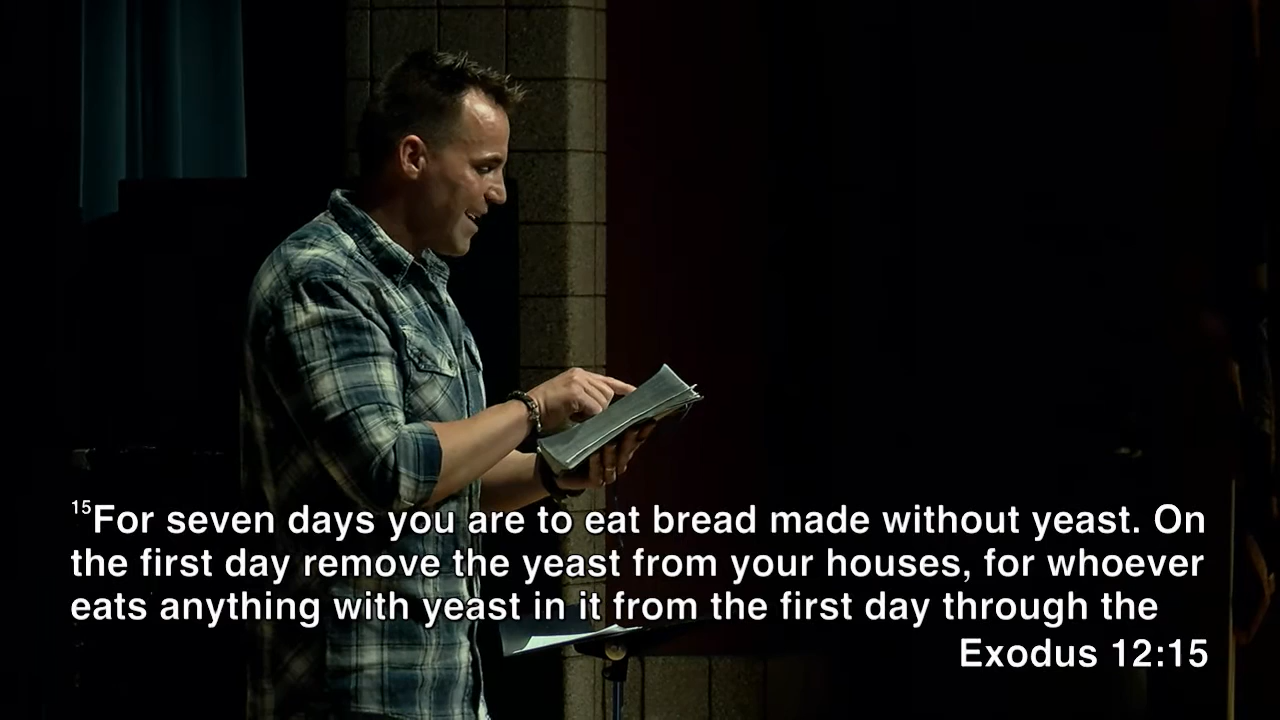 15For seven days you are to eat bread made without yeast. On
the first day remove the yeast from your houses, for whoever
eats anything with yeast in it from the first day through the
Exodus 12:15